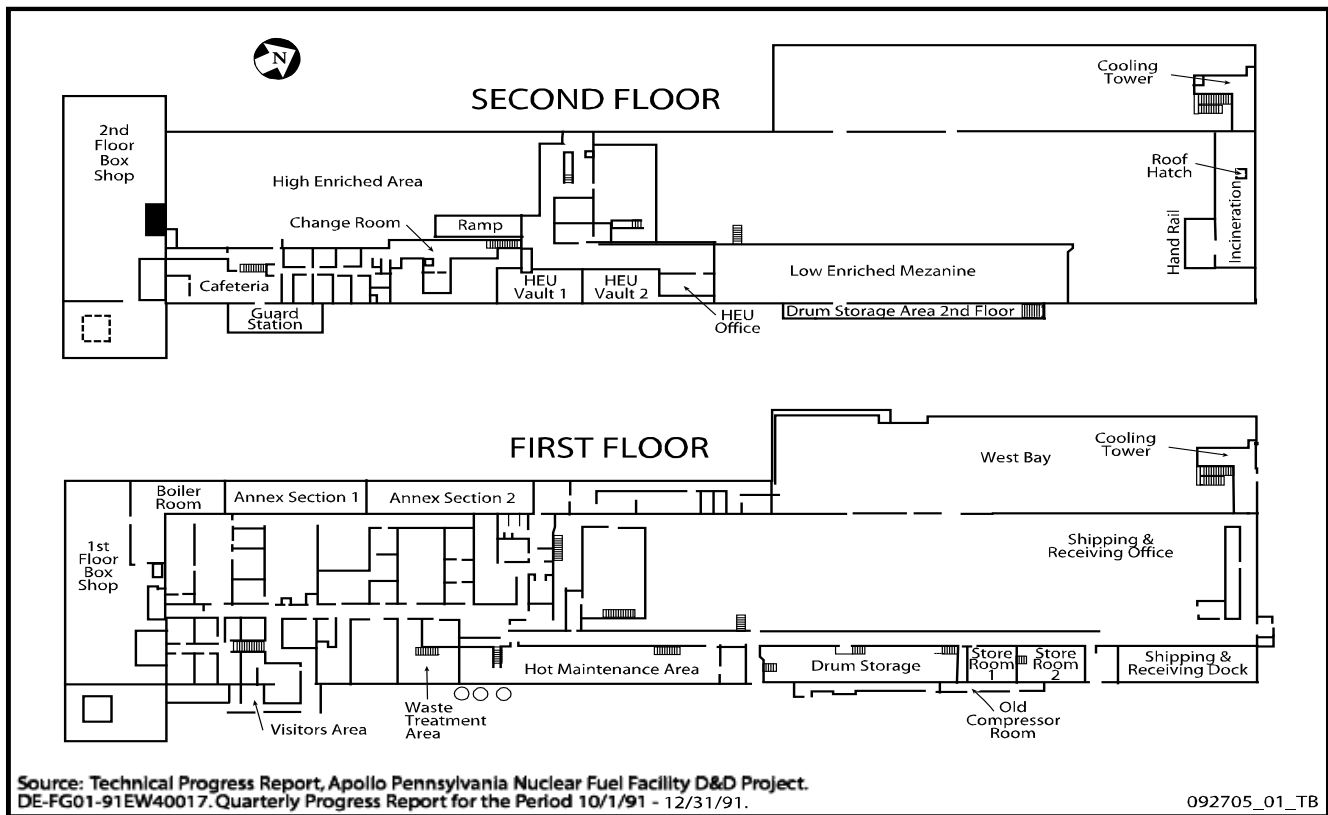 N
SECOND FLOOR
Cooling
Tower
2nd
Floor
Box
Shop
High Enriched Area
Change Room
Ramp
Roof
Hatch
Hand Rail
Incineration
Cafeteria
HEU
Vault 1
HEU
Vault 2
Low Enriched Mezanine
Guard
Station
HEU
Office
Drum Storage Area 2nd Floor
FIRST FLOOR
Cooling
Tower
West Bay
Boiler
Room
Annex Section 1
Annex Section 2
1st
Floor
Box
Shop
Shipping &
Receiving Office
Hot Maintenance Area
Drum Storage
Store
Room
1
Store
Room
2
Shipping &
Receiving Dock
Visitors Area
Waste
Treatment
Area
Old
Compressor
Room
Source: Technical Progress Report, Apollo Pennsylvania Nuclear Fuel Facility D&D Project.
DE-FG01-91EW40017. Quarterly Progress Report for the Period 10/1/91 - 12/31/91.
092705_01_TB